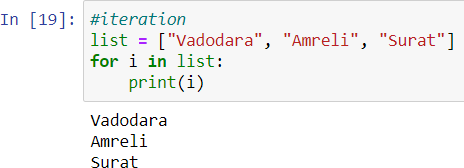 In [19]: #iteration
list = ["Vadodara", "Amreli", "Surat"]
for i in list:
    print(i)
Vadodara
Amreli
Surat